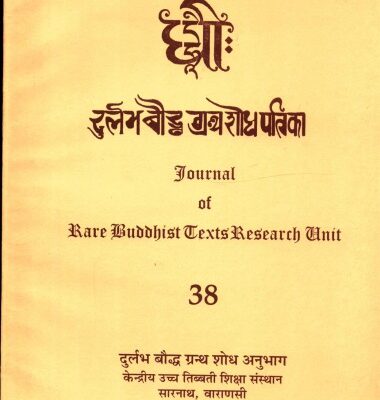 धीः
दुर्लभ बौद्ध ग्रन्थ शोध पत्रिका
Journal
of
Rare Buddhist Texts Research Unit
38
दुर्लभ बौद्ध ग्रन्थ शोध अनुभाग
केन्द्रीय उच्च तिब्बती शिक्षा संस्थान
सारनाथ, वाराणसी